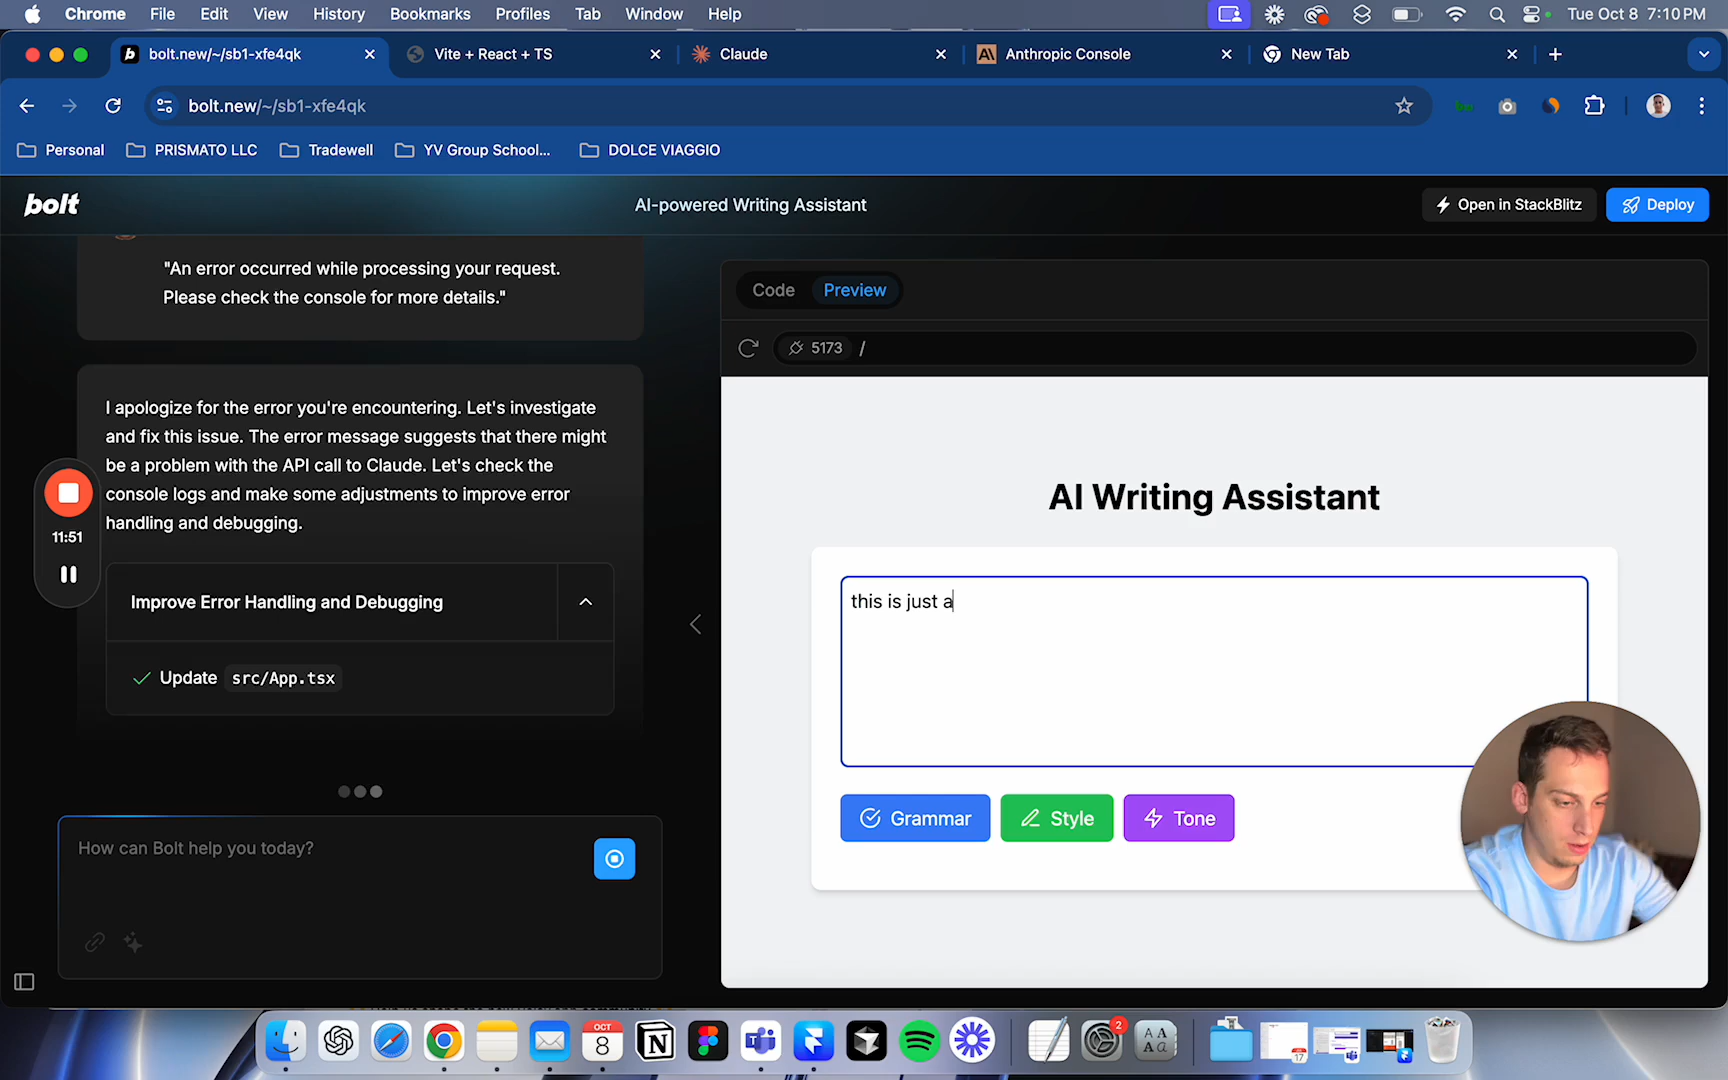 Chrome File Edit View History Bookmarks Profiles Tab Window Help
Tue Oct 8 7:10 PM
bolt.new/~/sb1-xfe4qk
Vite + React + TS
Claude
Anthropic Console
New Tab
bolt.new/~/sb1-xfe4qk
Personal
PRISMATO LLC
Tradewell
YV Group School...
DOLCE VIAGGIO
bolt
AI-powered Writing Assistant
Open in StackBlitz
Deploy
"An error occurred while processing your request.
Please check the console for more details."
I apologize for the error you're encountering. Let's investigate
and fix this issue. The error message suggests that there might
be a problem with the API call to Claude. Let's check the
console logs and make some adjustments to improve error
handling and debugging.
11:51
Improve Error Handling and Debugging
Update src/App.tsx
How can Bolt help you today?
Code
Preview
5173 /
AI Writing Assistant
this is just a
Grammar
Style
Tone
OCT
8
2
17